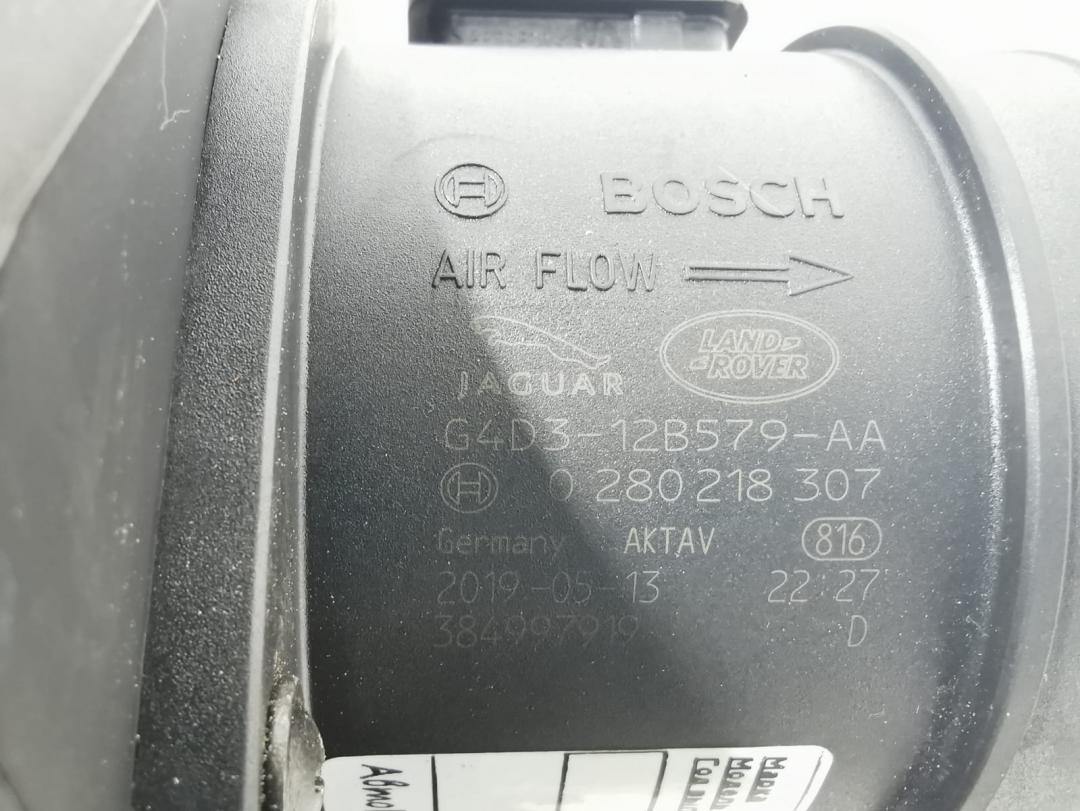 BOSCH
AIR FLOW
JAGUAR
LAND-
-ROVER
G4D3-12B579-AA
0 280 218 307
Germany AKTAV 816
2019-05-13 22:27
384997919 D
Марка